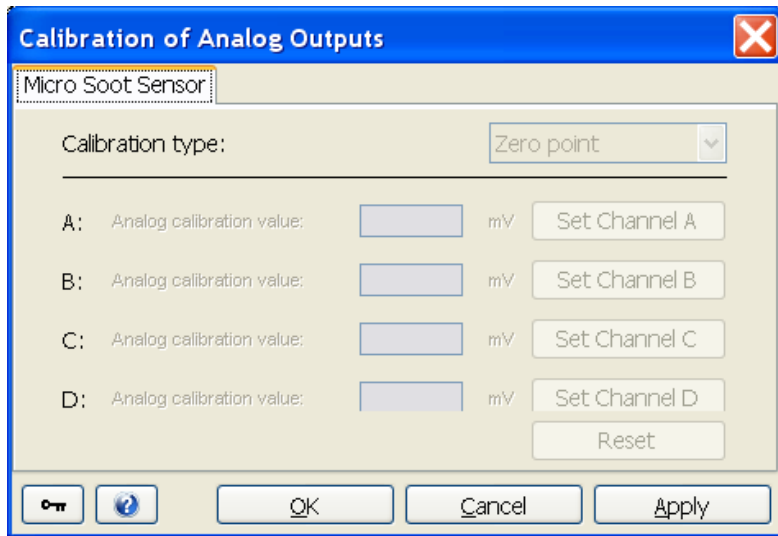 Calibration of Analog Outputs
Micro Soot Sensor
Calibration type: Zero point
A: Analog calibration value: mV Set Channel A
B: Analog calibration value: mV Set Channel B
C: Analog calibration value: mV Set Channel C
D: Analog calibration value: mV Set Channel D
Reset
? OK Cancel Apply